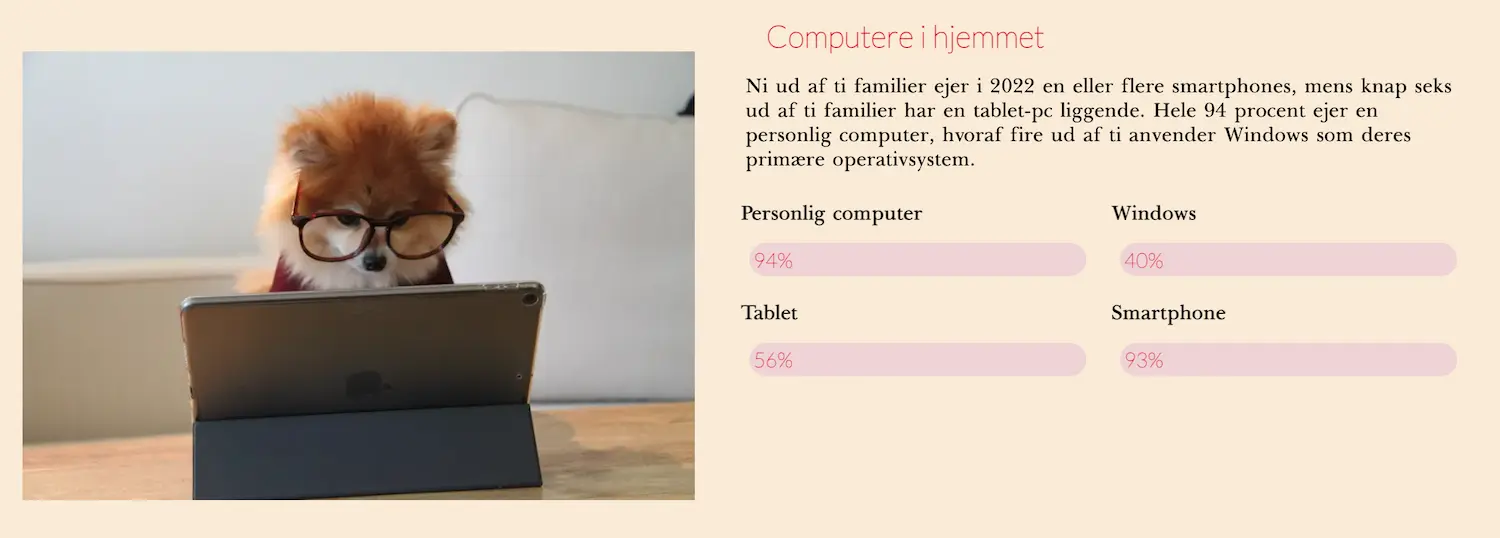 Computere i hjemmet
Ni ud af ti familier ejer i 2022 en eller flere smartphones, mens knap seks
ud af ti familier har en tablet-pc liggende. Hele 94 procent ejer en
personlig computer, hvoraf fire ud af ti anvender Windows som deres
primære operativsystem.
Personlig computer
94%
Windows
40%
Tablet
56%
Smartphone
93%